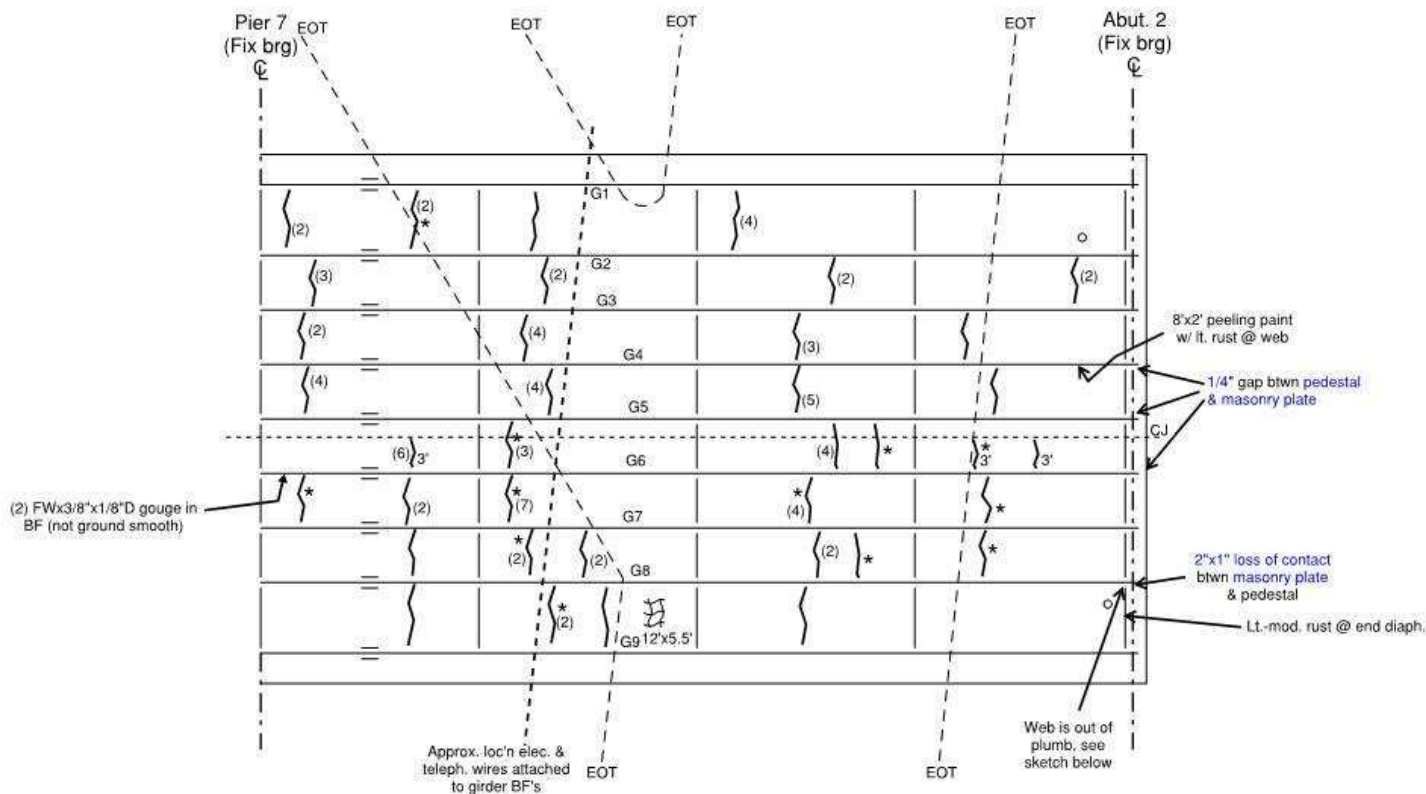 Pier 7
(Fix brg)
CL
EOT
EOT
EOT
EOT
Abut. 2
(Fix brg)
CL
G1
(2)
(2)
*
(4)
G2
(3)
(2)
(2)
(2)
G3
(2)
(4)
(3)
G4
8'x2' peeling paint
w/ lt. rust @ web
(4)
(4)
(5)
G5
1/4" gap btwn pedestal
& masonry plate
CJ
(6)
3'
*
(3)
G6
(4)
*
*
3'
3'
(2) FWx3/8"x1/8"D gouge in
BF (not ground smooth)
*
(2)
*
(7)
G7
*
(4)
*
*
(2)
(2)
G8
(2)
*
*
2"x1" loss of contact
btwn masonry plate
& pedestal
*
(2)
G9
12'x5.5'
Lt.-mod. rust @ end diaph.
Web is out of
plumb, see
sketch below
Approx. loc'n elec. &
teleph. wires attached
to girder BF's
EOT
EOT